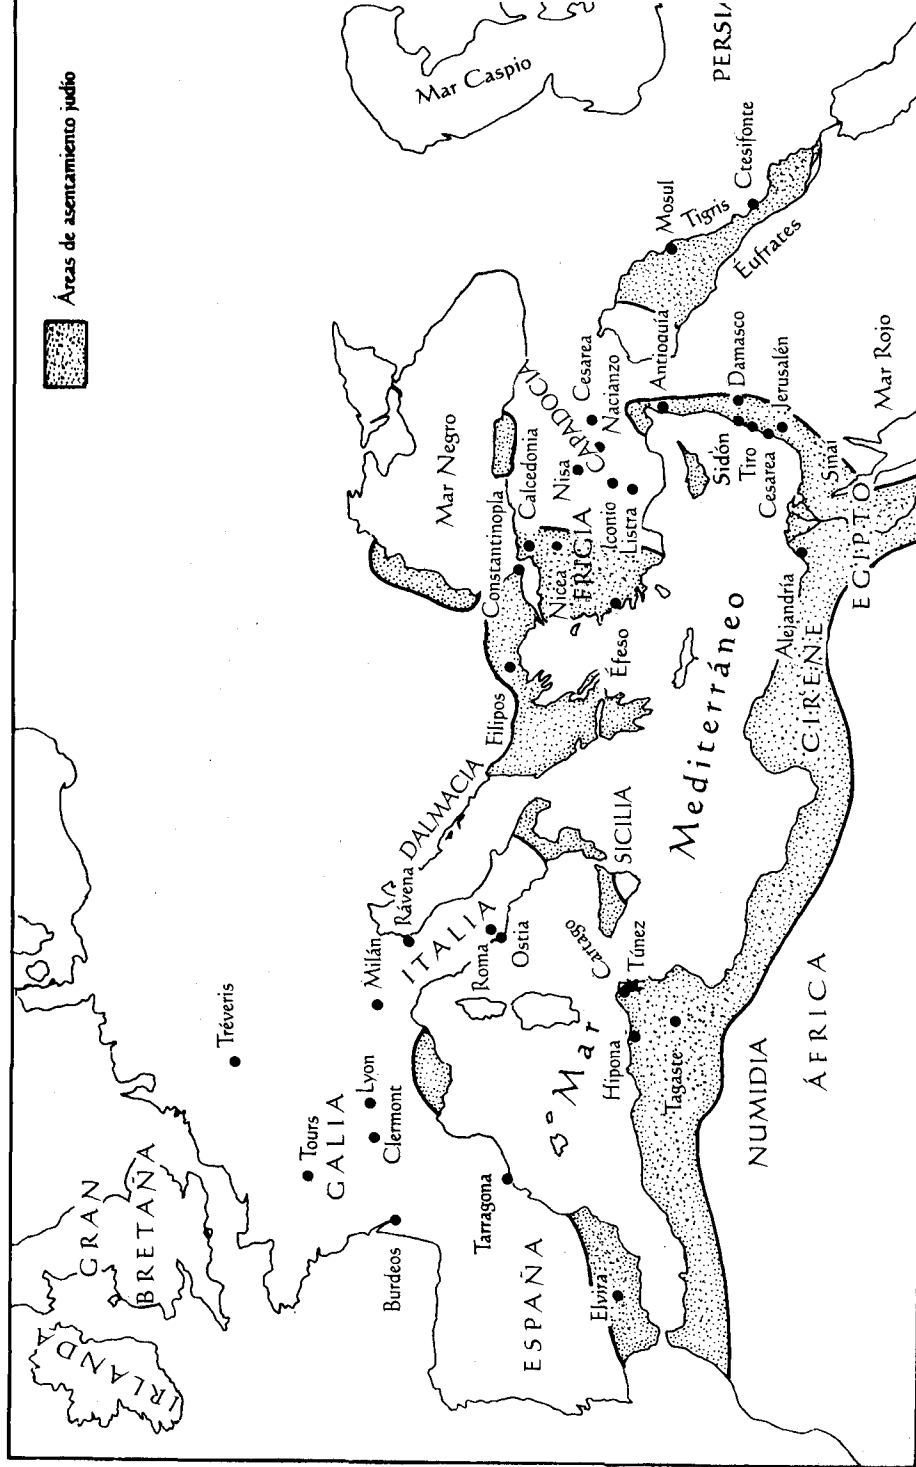 Áreas de asentamiento judío
IRLANDA
GRAN
BRETAÑA
Tréveris
Tours
GALIA
Lyon
Clermont
Burdeos
Milán
Rávena
DALMACIA
ITALIA
Roma
Ostia
Tarragona
ESPAÑA
Elvira
Mar Negro
Mar Caspio
PERSI
Constantinopla
Calcedonia
Filipos
Nicea
FRIGIA
Nisa
CAPADOCIA
Cesarea
Nacianzo
Iconio
Listra
Éfeso
Antioquía
Mosul
Tigris
Ctesifonte
Éufrates
Damasco
Sidón
Tiro
Cesarea
Jerusalén
Sinaí
Mar Rojo
EGIPTO
Alejandría
CIRENE
Mar
Mediterráneo
SICILIA
Cartago
Túnez
Hipona
Tagaste
NUMIDIA
ÁFRICA